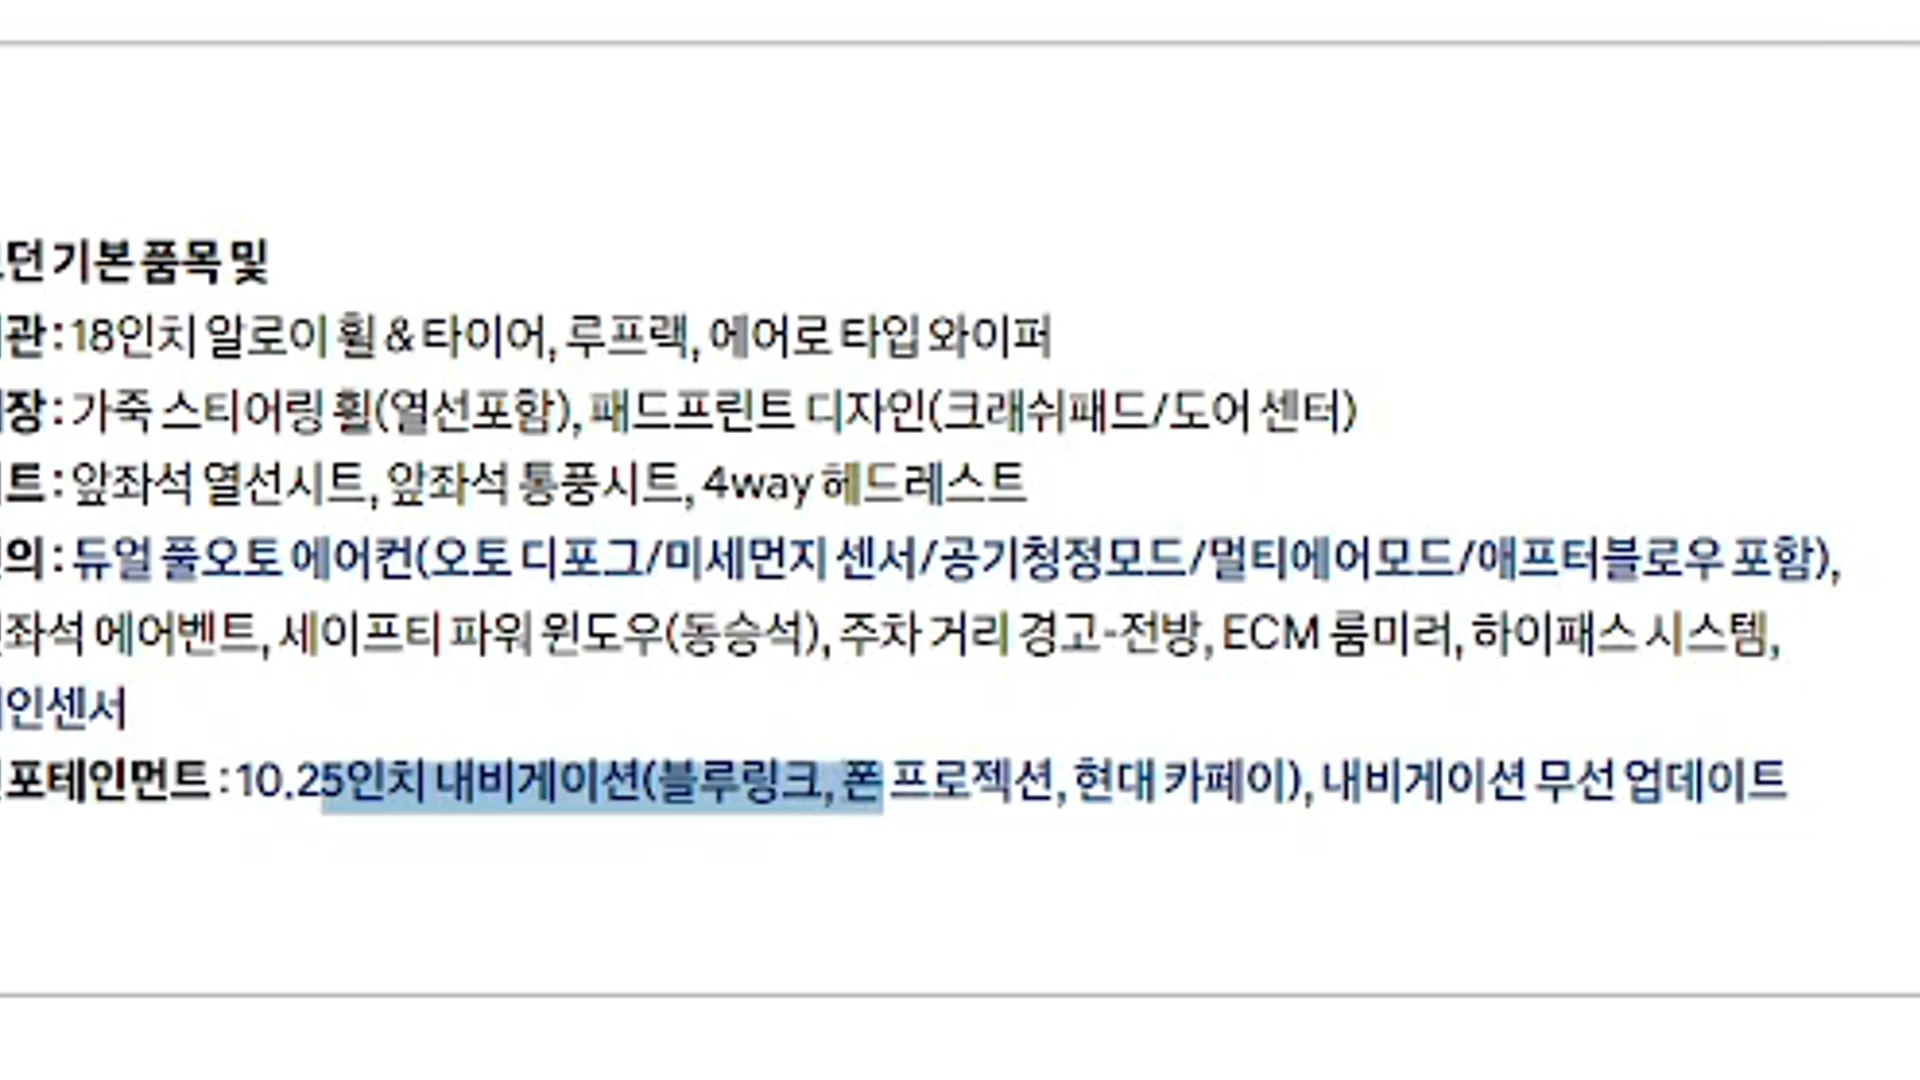 던 기본 품목 및
관 : 18인치 알로이 휠 & 타이어, 루프랙, 에어로 타입 와이퍼
장 : 가죽 스티어링 휠(열선포함), 패드프린트 디자인(크래쉬패드/도어 센터)
트 : 앞좌석 열선시트, 앞좌석 통풍시트, 4way 헤드레스트
의 : 듀얼 풀오토 에어컨(오토 디포그/미세먼지 센서/공기청정모드/멀티에어모드/애프터블로우 포함),
좌석 에어벤트, 세이프티 파워 윈도우(동승석), 주차 거리 경고-전방, ECM 룸미러, 하이패스 시스템,
인센서
포테인먼트 : 10.25인치 내비게이션(블루링크, 폰 프로젝션, 현대 카페이), 내비게이션 무선 업데이트